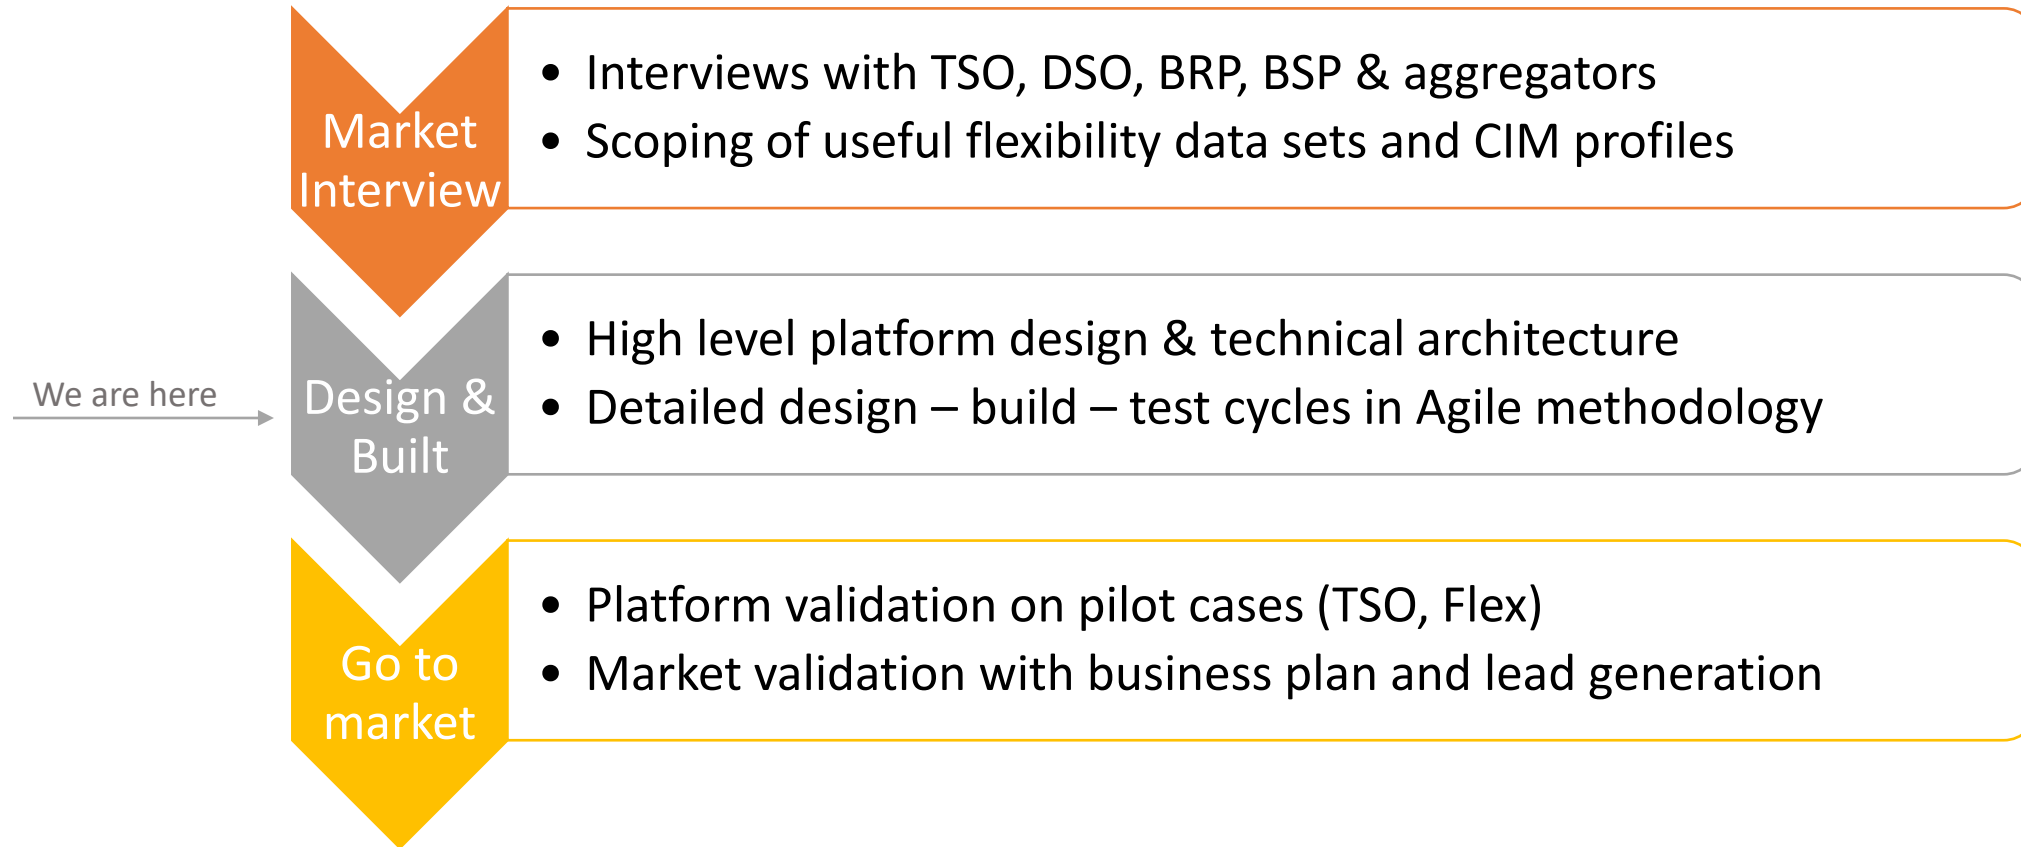 Market
Interview
• Interviews with TSO, DSO, BRP, BSP & aggregators
• Scoping of useful flexibility data sets and CIM profiles
We are here
Design &
Built
• High level platform design & technical architecture
• Detailed design – build – test cycles in Agile methodology
Go to
market
• Platform validation on pilot cases (TSO, Flex)
• Market validation with business plan and lead generation